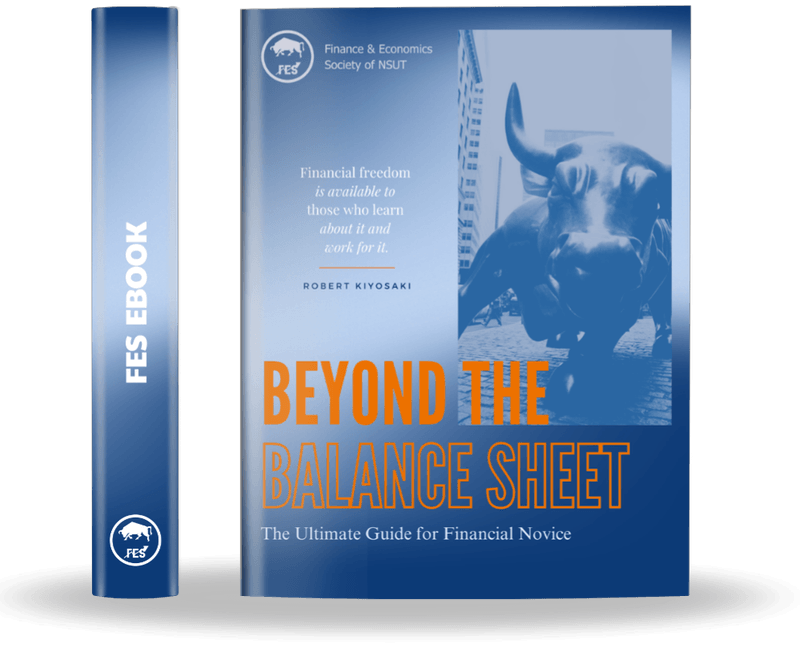 FES EBOOK
FES
FES
Finance & Economics
Society of NSUT
Financial freedom
is available to
those who learn
about it and
work for it.
ROBERT KIYOSAKI
BEYOND THE
BALANCE SHEET
The Ultimate Guide for Financial Novice